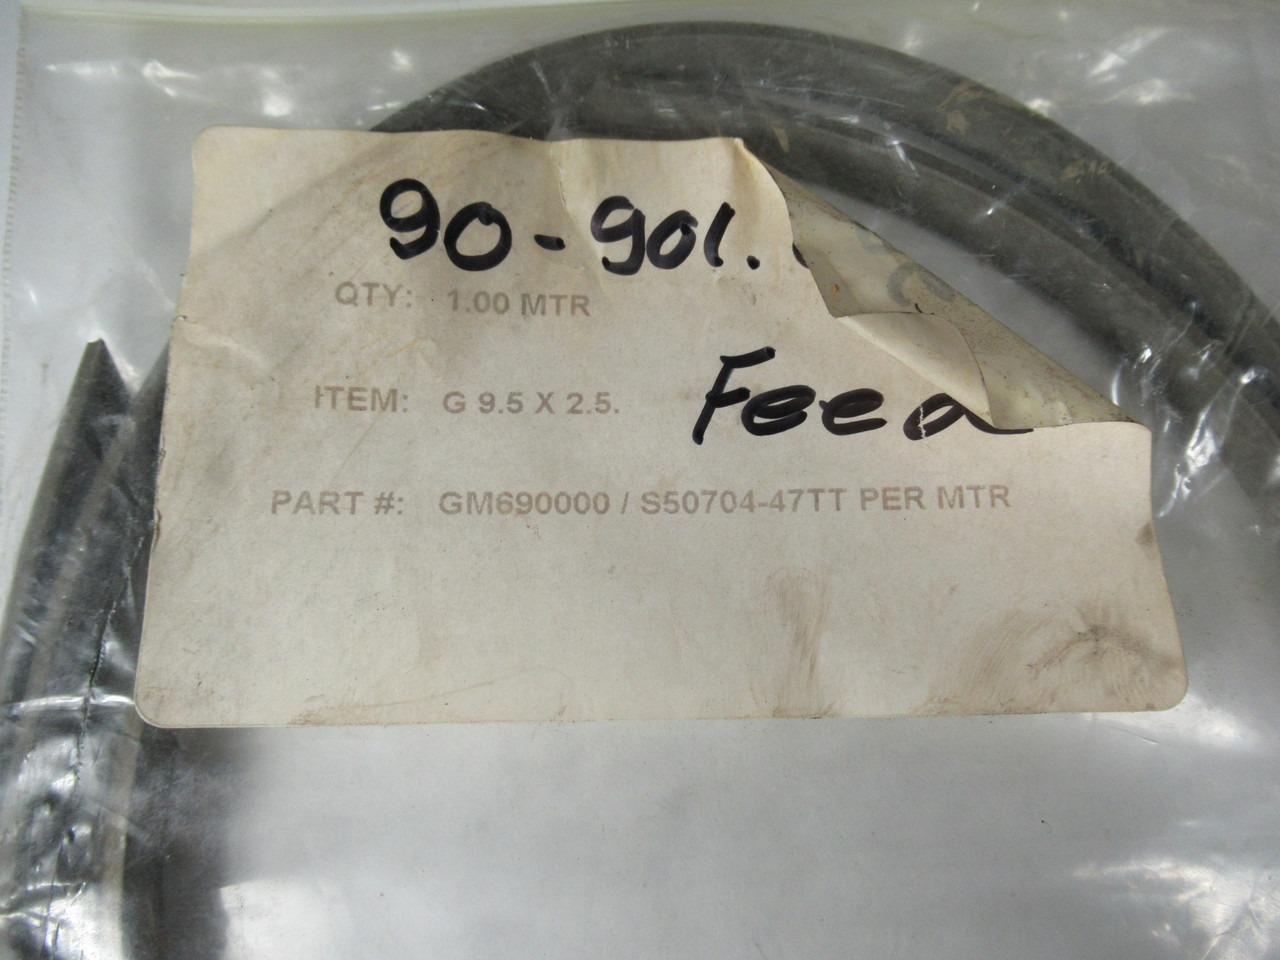 90-901.
QTY: 1.00 MTR
ITEM: G 9.5 X 2.5.
Feed
PART #: GM690000 / S50704-47TT PER MTR